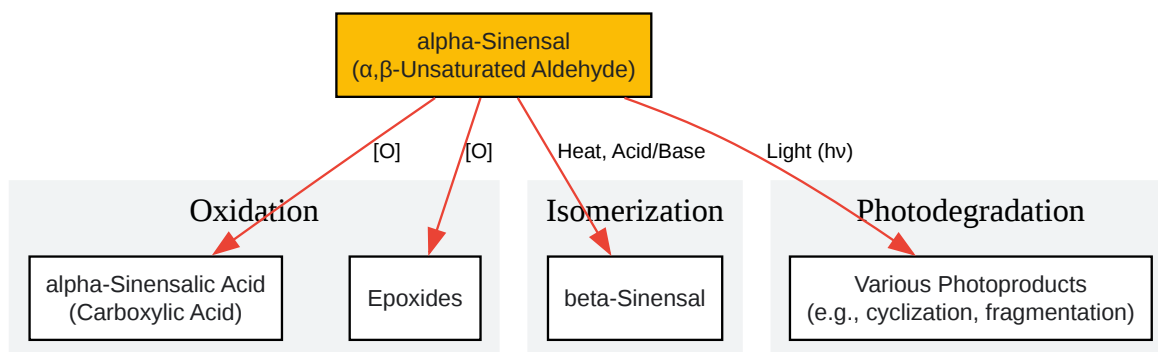 alpha-Sinensal
(α,β-Unsaturated Aldehyde)
[O]
[O]
Heat, Acid/Base
Light (hν)
Oxidation
Isomerization
Photodegradation
alpha-Sinensalic Acid
(Carboxylic Acid)
Epoxides
beta-Sinensal
Various Photoproducts
(e.g., cyclization, fragmentation)